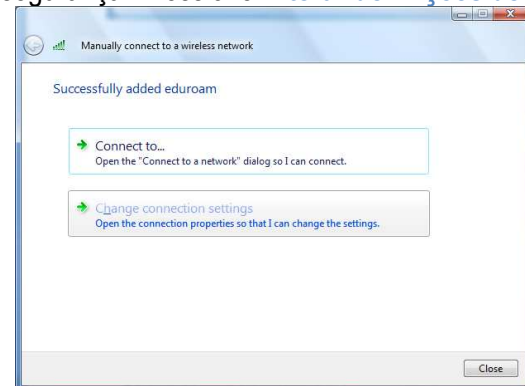 Manually connect to a wireless network
Successfully added eduroam
Connect to...
Open the "Connect to a network" dialog so I can connect.
Change connection settings
Open the connection properties so that I can change the settings.
Close